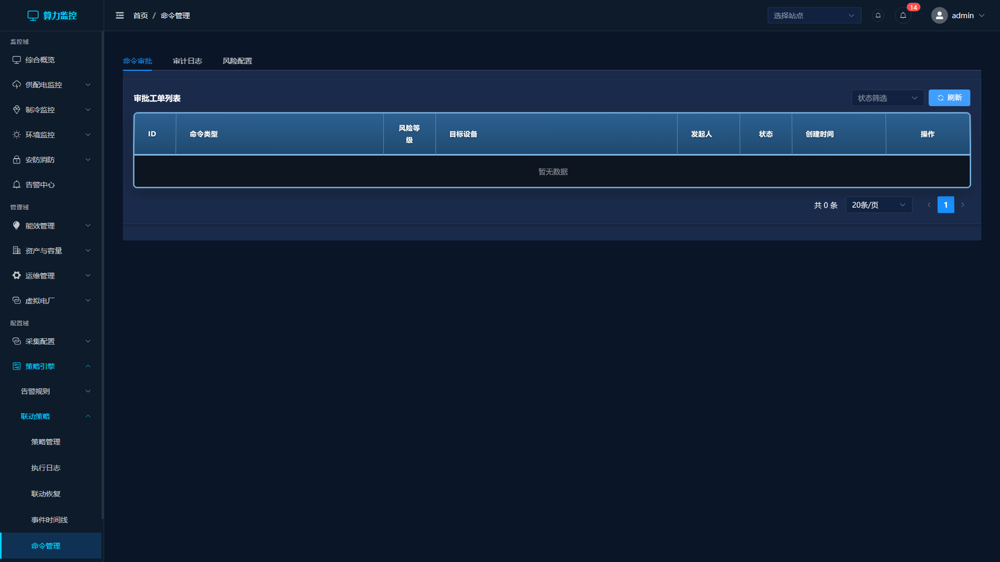 算力监控
首页 / 命令管理
选择站点
14
admin
监控域
综合概览
供配电监控
制冷监控
环境监控
安防消防
告警中心
管理域
能效管理
资产与容量
运维管理
虚拟电厂
配置域
采集配置
策略引擎
告警规则
联动策略
策略管理
执行日志
联动恢复
事件时间线
命令管理
命令审批 审计日志 风险配置
审批工单列表
状态筛选
刷新
ID 命令类型 风险等级 目标设备 发起人 状态 创建时间 操作
暂无数据
共 0 条 20条/页 1